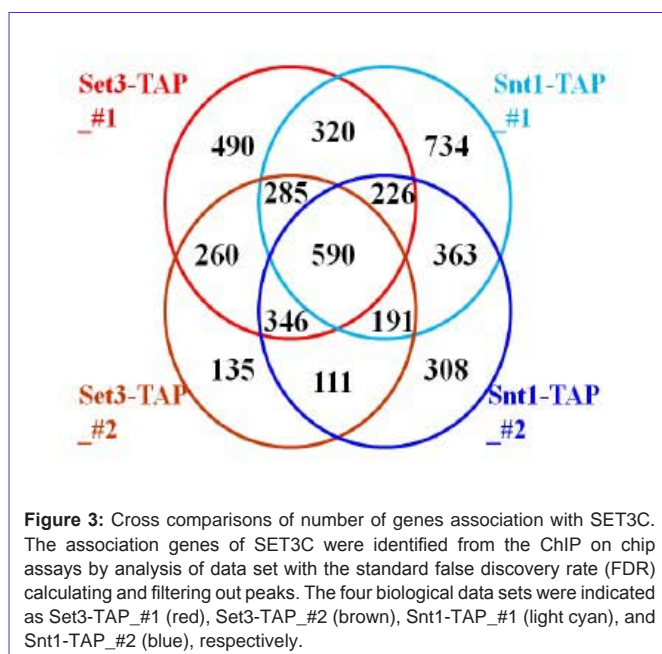 Set3-TAP
_#1
Snt1-TAP
_#1
490
320
734
285
226
260
590
363
346
191
135
111
308
Set3-TAP
_#2
Snt1-TAP
_#2
Figure 3: Cross comparisons of number of genes association with SET3C.
The association genes of SET3C were identified from the ChIP on chip
assays by analysis of data set with the standard false discovery rate (FDR)
calculating and filtering out peaks. The four biological data sets were indicated
as Set3-TAP_#1 (red), Set3-TAP_#2 (brown), Snt1-TAP_#1 (light cyan), and
Snt1-TAP_#2 (blue), respectively.